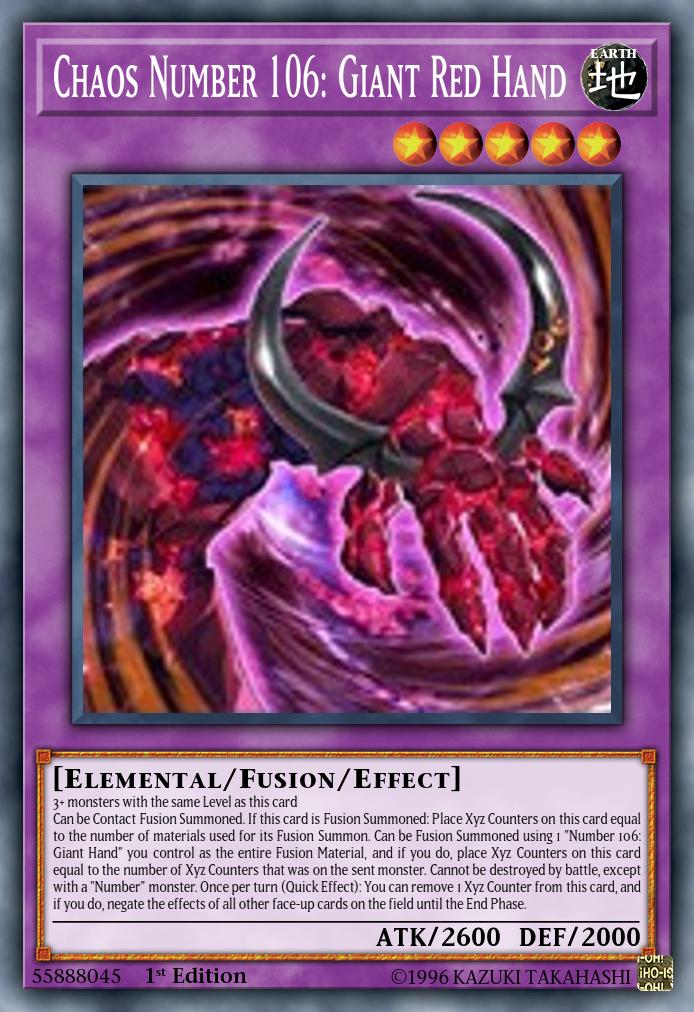 Chaos Number 106: Giant Red Hand
EARTH
地
106
[Elemental/Fusion/Effect]
3+ monsters with the same Level as this card
Can be Contact Fusion Summoned. If this card is Fusion Summoned: Place Xyz Counters on this card equal
to the number of materials used for its Fusion Summon. Can be Fusion Summoned using 1 "Number 106:
Giant Hand" you control as the entire Fusion Material, and if you do, place Xyz Counters on this card
equal to the number of Xyz Counters that was on the sent monster. Cannot be destroyed by battle, except
with a "Number" monster. Once per turn (Quick Effect): You can remove 1 Xyz Counter from this card, and
if you do, negate the effects of all other face-up cards on the field until the End Phase.
ATK/2600 DEF/2000
55888045 1st Edition ©1996 KAZUKI TAKAHASHI